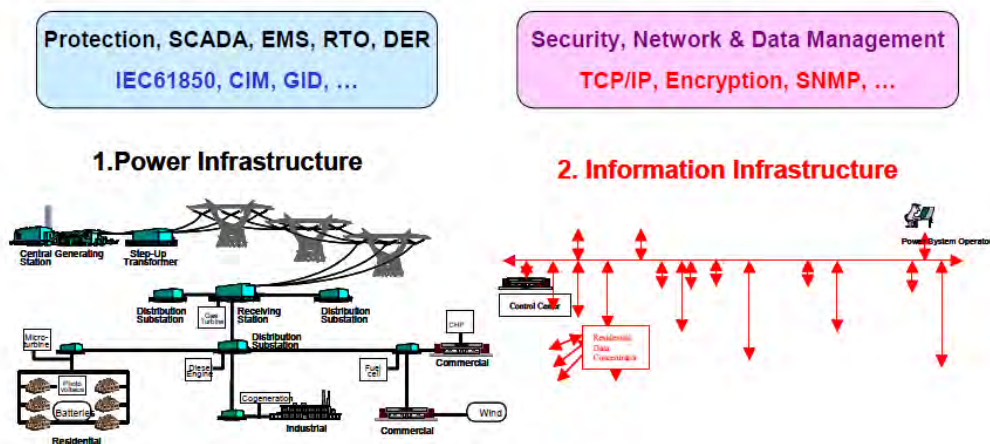 Protection, SCADA, EMS, RTO, DER
IEC61850, CIM, GID, ...
Security, Network & Data Management
TCP/IP, Encryption, SNMP, ...
1.Power Infrastructure
2. Information Infrastructure
Central Generating
Station
Step-Up
Transformer
Power System Operator
Control Center
Distribution
Substation
Gas
Turbine
Receiving
Station
Distribution
Substation
Micro-
turbine
Distribution
Substation
CHP
Commercial
Diesel
Engine
Fuel
cell
Photo
voltaics
Batteries
Residential
Cogeneration
Industrial
Commercial
Wind
Residential
Data
Concentrator